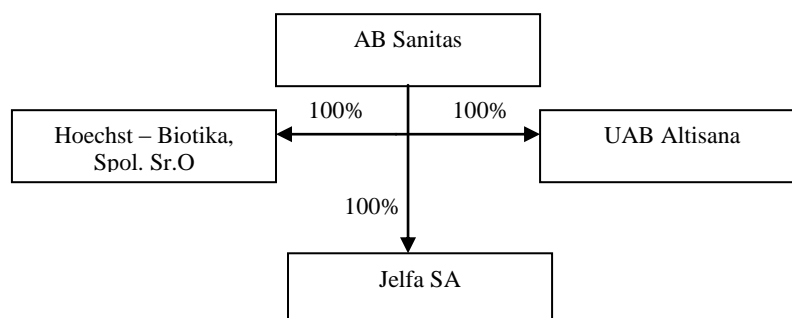 AB Sanitas
100%
100%
Hoechst – Biotika,
Spol. Sr.O
UAB Altisana
100%
Jelfa SA